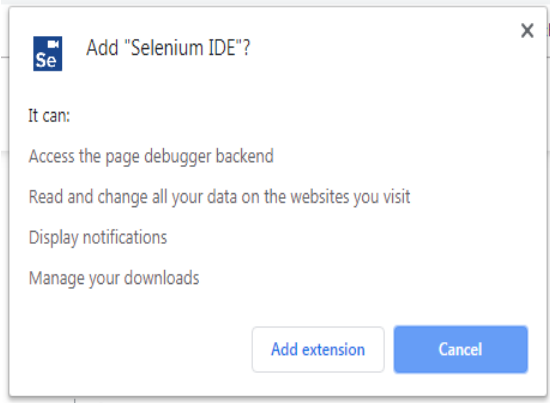 Add "Selenium IDE"?
Se
It can:
Access the page debugger backend
Read and change all your data on the websites you visit
Display notifications
Manage your downloads
Add extension
Cancel